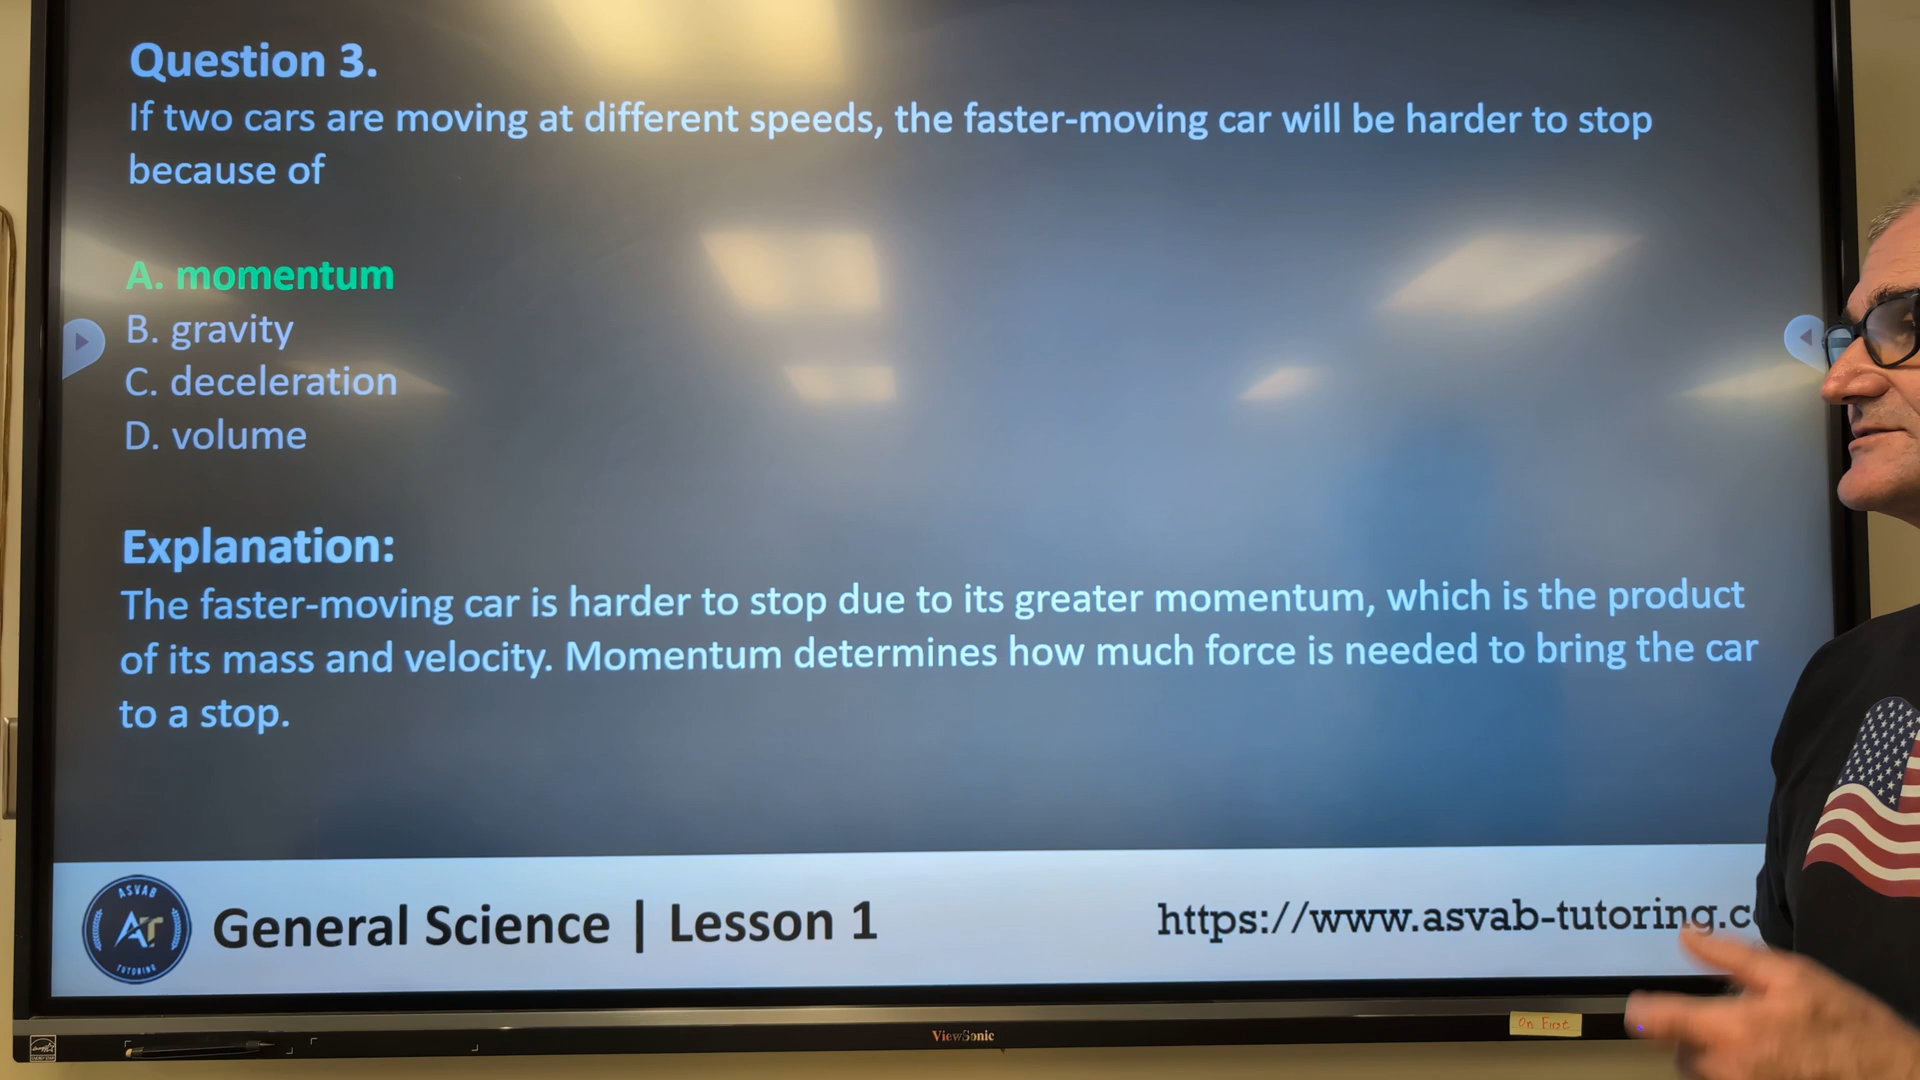 Question 3.
If two cars are moving at different speeds, the faster-moving car will be harder to stop
because of
A. momentum
B. gravity
C. deceleration
D. volume
Explanation:
The faster-moving car is harder to stop due to its greater momentum, which is the product
of its mass and velocity. Momentum determines how much force is needed to bring the car
to a stop.
ASVAB
AT
TUTORING
General Science | Lesson 1
https://www.asvab-tutoring.c
ViewSonic
On First